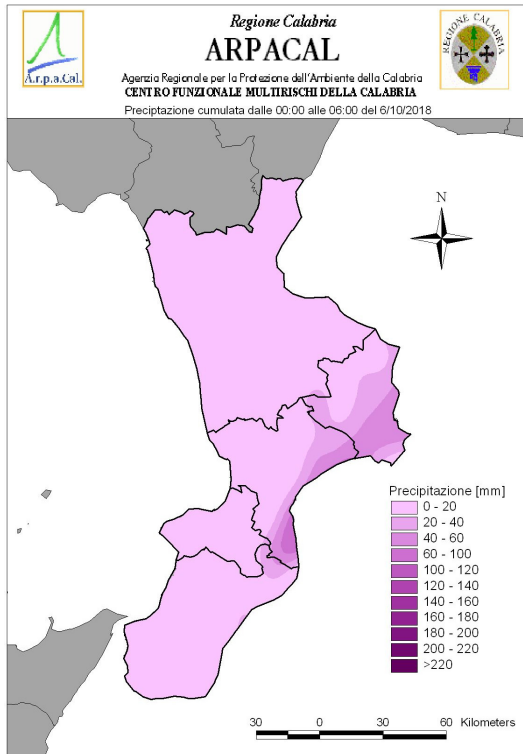 Regione Calabria
ARPACAL
Agenzia Regionale per la Protezione dell'Ambiente della Calabria
CENTRO FUNZIONALE MULTIRISCHI DELLA CALABRIA
Precipitazione cumulata dalle 00:00 alle 06:00 del 6/10/2018
A.r.p.a.Cal.
REGIONE CALABRIA
N
Precipitazione [mm]
0 - 20
20 - 40
40 - 60
60 - 100
100 - 120
120 - 140
140 - 160
160 - 180
180 - 200
200 - 220
>220
30 0 30 60 Kilometers